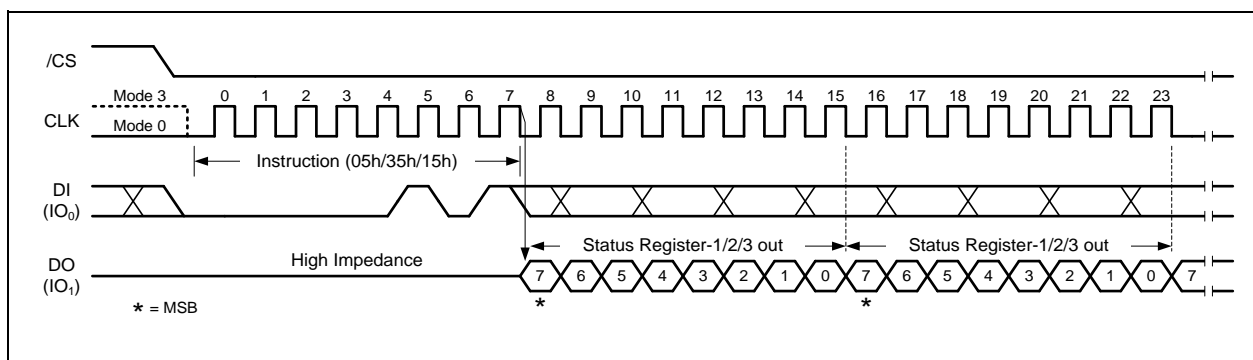 /CS
Mode 3
0 1 2 3 4 5 6 7 8 9 10 11 12 13 14 15 16 17 18 19 20 21 22 23
CLK
Mode 0
Instruction (05h/35h/15h)
DI
(IO₀)
Status Register-1/2/3 out Status Register-1/2/3 out
High Impedance
DO
(IO₁)
7 6 5 4 3 2 1 0 7 6 5 4 3 2 1 0 7
* *
* = MSB